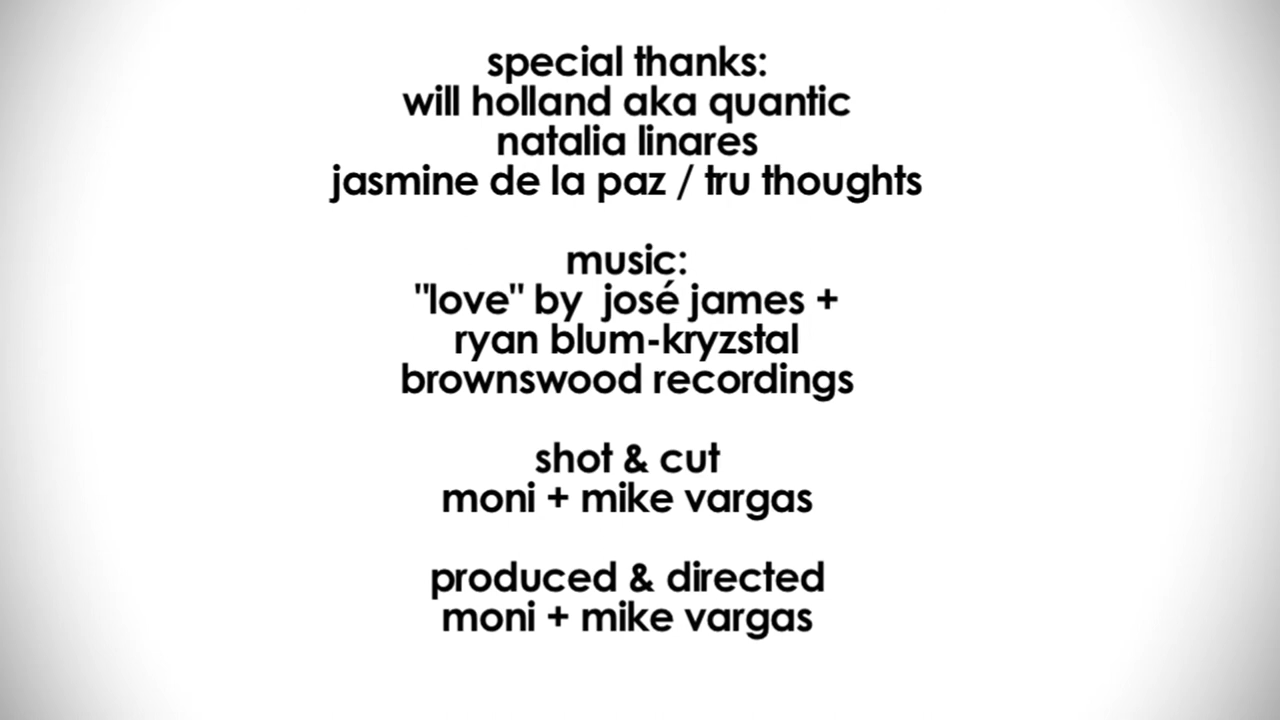 special thanks:
will holland aka quantic
natalia linares
jasmine de la paz / tru thoughts
music:
"love" by  josé james +
ryan blum-kryzstal
brownswood recordings
shot & cut
moni + mike vargas
produced & directed
moni + mike vargas